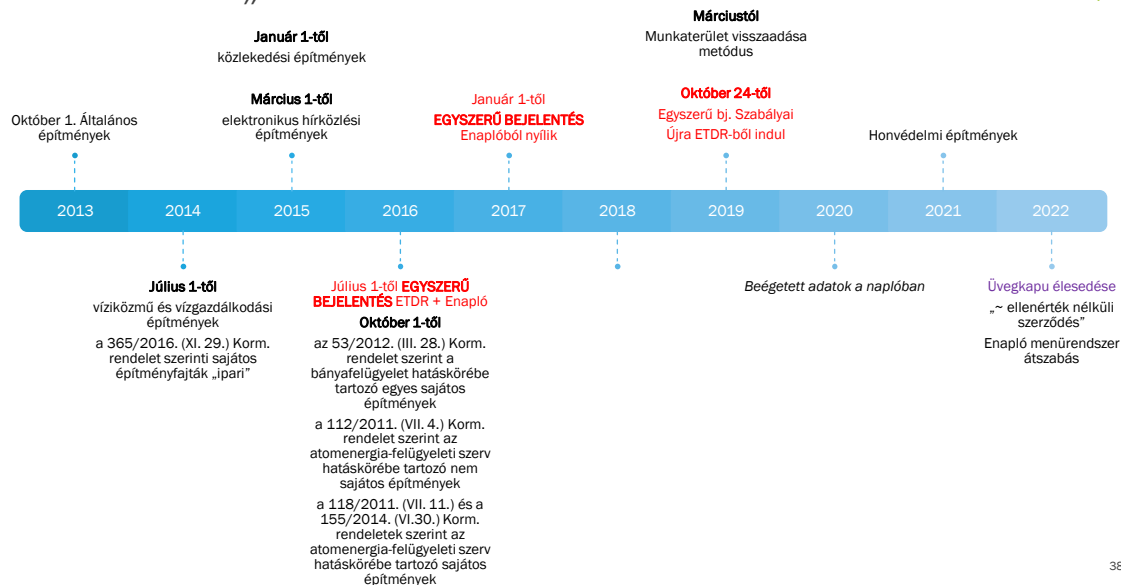 „
Január 1-től
közlekedési építmények
Március 1-től
elektronikus hírközlési
építmények
Márciustól
Munkaterület visszaadása
metódus
Október 1. Általános
építmények
Január 1-től
EGYSZERŰ BEJELENTÉS
Enaplóból nyílik
Október 24-től
Egyszerű bj. Szabályai
Újra ETDR-ből indul
Honvédelmi építmények
2013
2014
2015
2016
2017
2018
2019
2020
2021
2022
Július 1-től
víziközmű és vízgazdálkodási
építmények
a 365/2016. (XI. 29.) Korm.
rendelet szerinti sajátos
építményfajták „ipari”
Július 1-től EGYSZERŰ
BEJELENTÉS ETDR + Enapló
Október 1-től
az 53/2012. (III. 28.) Korm.
rendelet szerint a
bányafelügyelet hatáskörébe
tartozó egyes sajátos
építmények
a 112/2011. (VII. 4.) Korm.
rendelet szerint az
atomenergia-felügyeleti szerv
hatáskörébe tartozó nem
sajátos építmények
a 118/2011. (VII. 11.) és a
155/2014. (VI.30.) Korm.
rendeletek szerint az
atomenergia-felügyeleti szerv
hatáskörébe tartozó sajátos
építmények
Beégetett adatok a naplóban
Üvegkapu élesedése
„~ ellenérték nélküli
szerződés”
Enapló menürendszer
átszabás
38